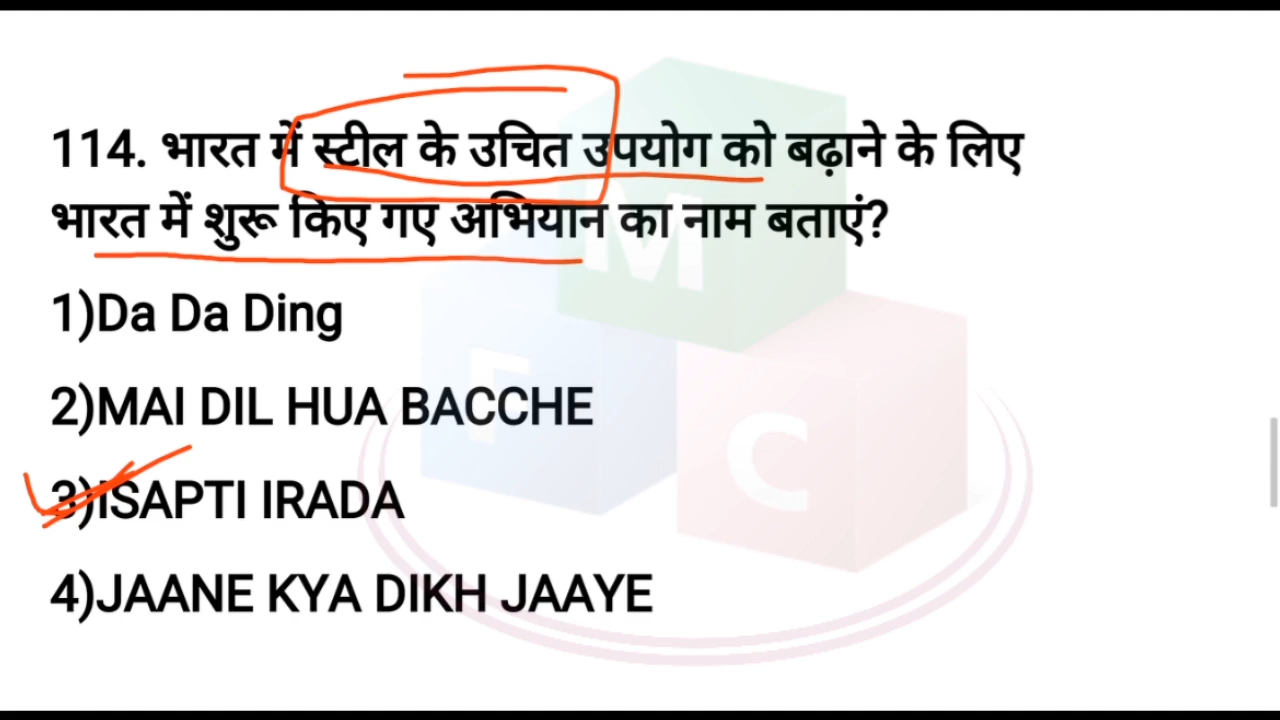 114. भारत में स्टील के उचित उपयोग को बढ़ाने के लिए
भारत में शुरू किए गए अभियान का नाम बताएं?
1)Da Da Ding
2)MAI DIL HUA BACCHE
3)ISAPTI IRADA
4)JAANE KYA DIKH JAAYE
M
C